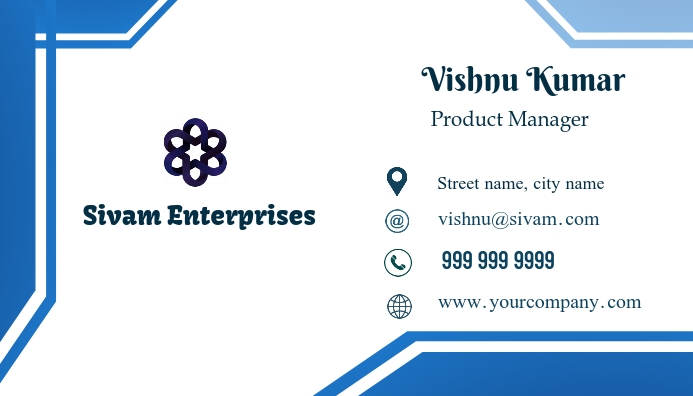 Sivam Enterprises
Vishnu Kumar
Product Manager
Street name, city name
vishnu@sivam.com
999 999 9999
www.yourcompany.com